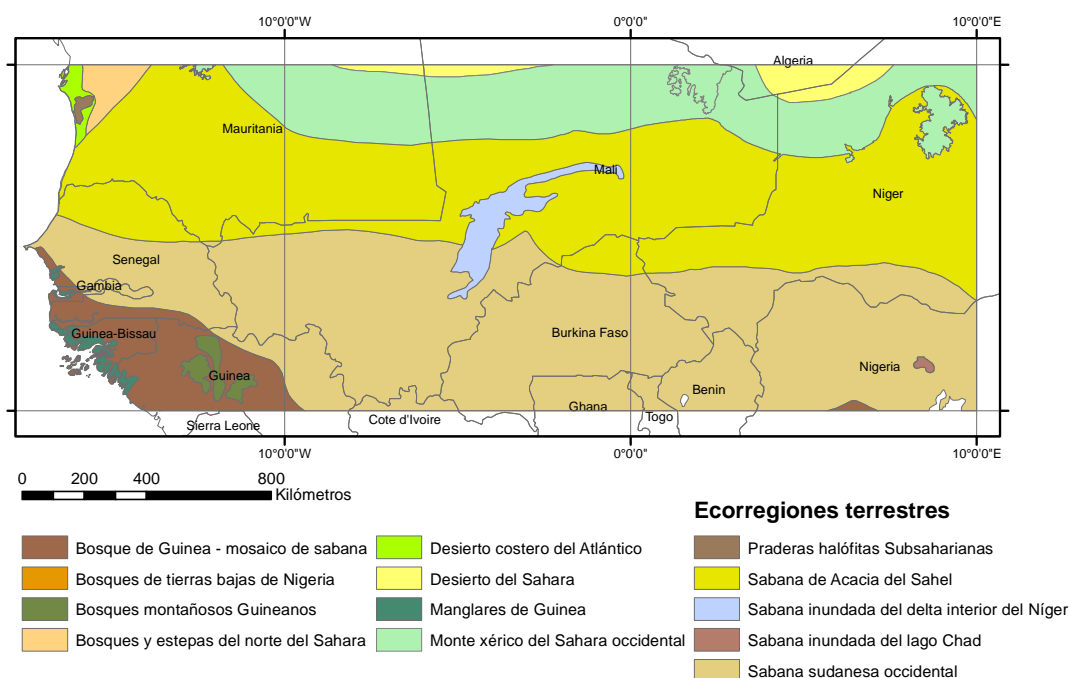 10°0'0"W 0°0'0" 10°0'0"E
Algeria
Mauritania
Mali
Niger
Senegal
Gambia
Guinea-Bissau
Burkina Faso
Guinea
Nigeria
Benin
Ghana
Togo
Cote d'Ivoire
Sierra Leone
10°0'0"W 0°0'0" 10°0'0"E
0 200 400 800
Kilómetros
Ecorregiones terrestres
Bosque de Guinea - mosaico de sabana
Bosques de tierras bajas de Nigeria
Bosques montañosos Guineanos
Bosques y estepas del norte del Sahara
Desierto costero del Atlántico
Desierto del Sahara
Manglares de Guinea
Monte xérico del Sahara occidental
Praderas halófitas Subsaharianas
Sabana de Acacia del Sahel
Sabana inundada del delta interior del Níger
Sabana inundada del lago Chad
Sabana sudanesa occidental